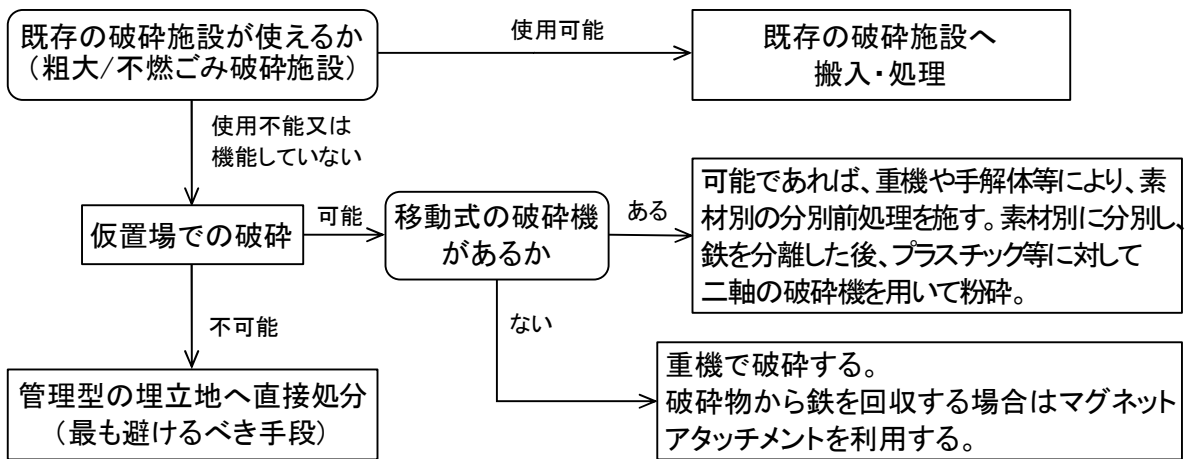 既存の破砕施設が使えるか
（粗大/不燃ごみ破砕施設）
使用可能
既存の破砕施設へ
搬入・処理
使用不能又は
機能していない
仮置場での破砕
可能
移動式の破砕機
があるか
ある
可能であれば、重機や手解体等により、素
材別の分別前処理を施す。素材別に分別し、
鉄を分離した後、プラスチック等に対して
二軸の破砕機を用いて粉砕。
不可能
ない
管理型の埋立地へ直接処分
（最も避けるべき手段）
重機で破砕する。
破砕物から鉄を回収する場合はマグネット
アタッチメントを利用する。